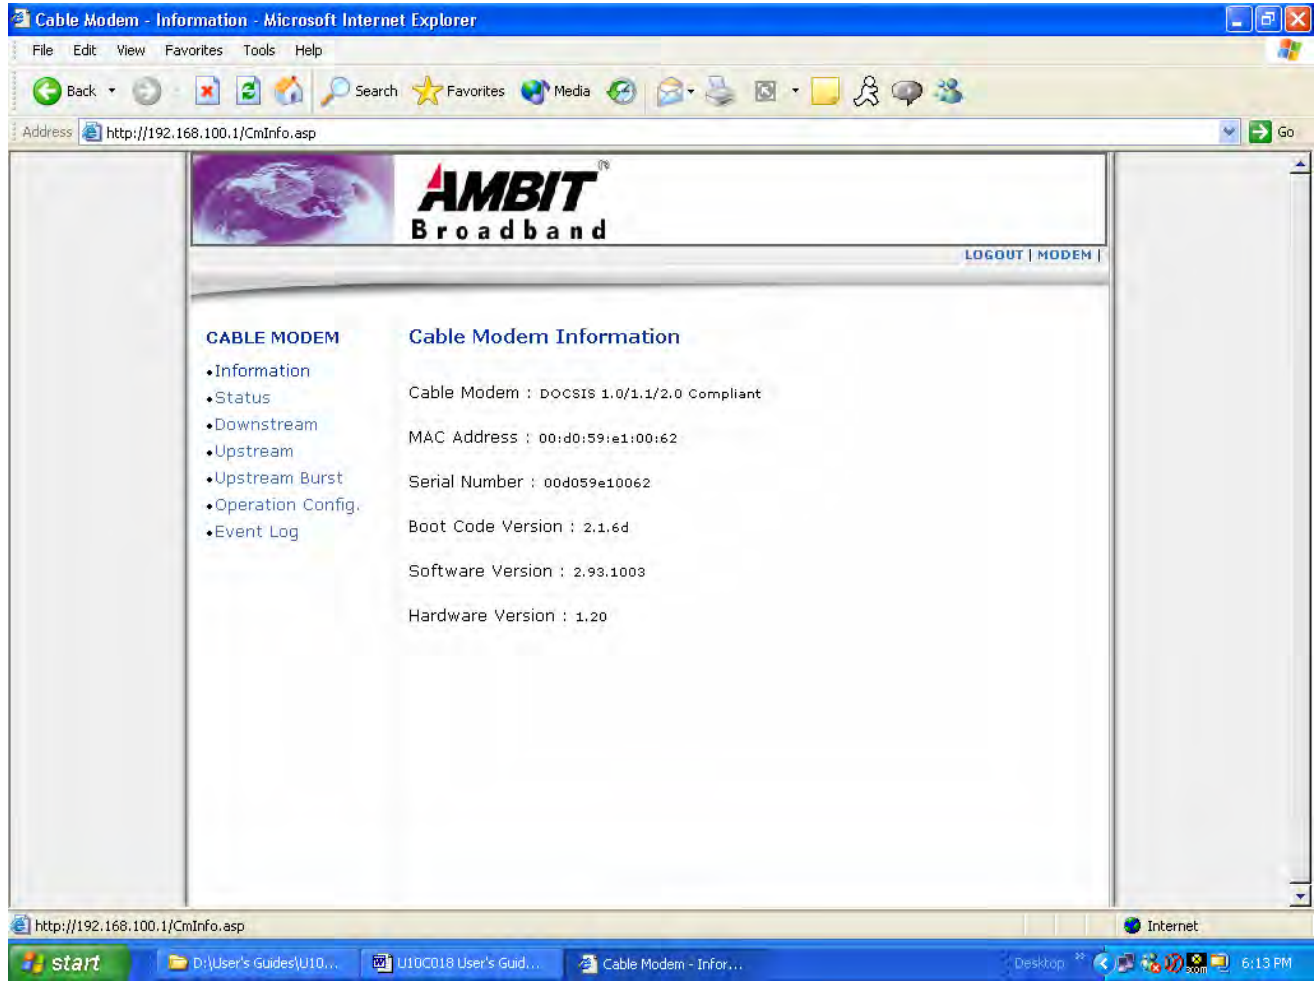 Cable Modem - Information - Microsoft Internet Explorer
File Edit View Favorites Tools Help
Back Search Favorites Media
Address http://192.168.100.1/CmInfo.asp Go
AMBIT®
Broadband
LOGOUT | MODEM |
CABLE MODEM
•Information
•Status
•Downstream
•Upstream
•Upstream Burst
•Operation Config.
•Event Log
Cable Modem Information
Cable Modem : DOCSIS 1.0/1.1/2.0 Compliant
MAC Address : 00:d0:59:e1:00:62
Serial Number : 00d059e10062
Boot Code Version : 2.1.6d
Software Version : 2.93.1003
Hardware Version : 1.20
http://192.168.100.1/CmInfo.asp Internet
start D:\User's Guides\U10... U10C018 User's Guid... Cable Modem - Infor... Desktop » 3com 6:13 PM